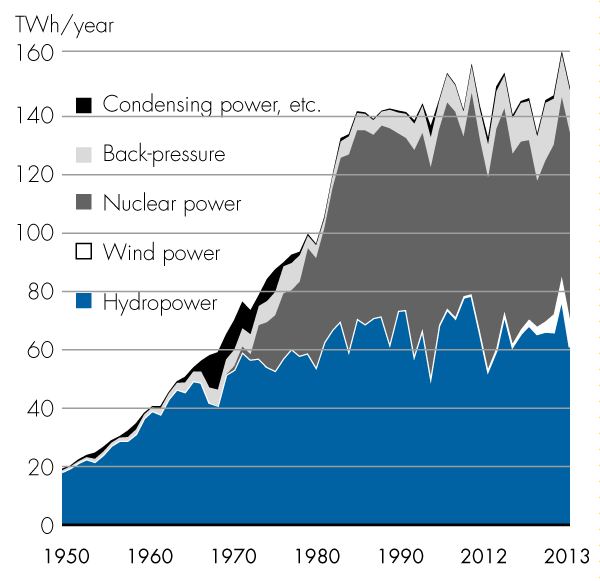 TWh/year
160
140
120
100
80
60
40
20
0
Condensing power, etc.
Back-pressure
Nuclear power
Wind power
Hydropower
1950 1960 1970 1980 1990 2012 2013